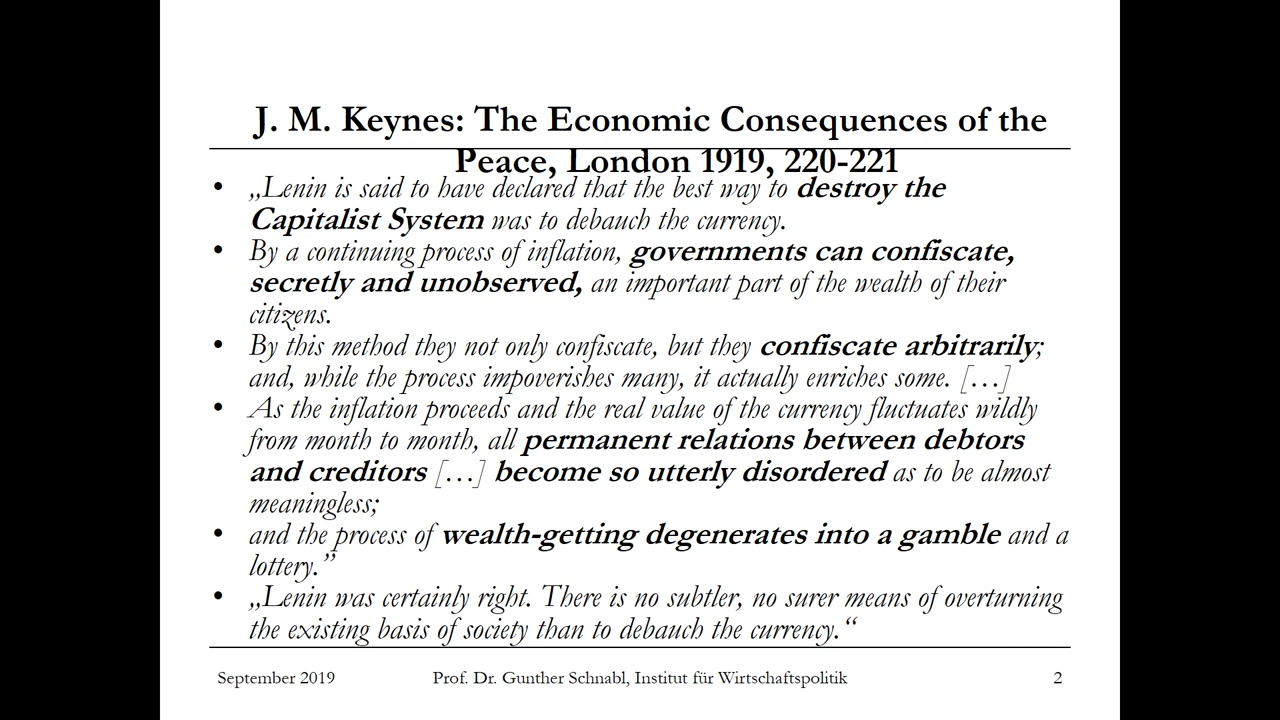 J. M. Keynes: The Economic Consequences of the
Peace, London 1919, 220-221
• „Lenin is said to have declared that the best way to destroy the
Capitalist System was to debauch the currency.
• By a continuing process of inflation, governments can confiscate,
secretly and unobserved, an important part of the wealth of their
citizens.
• By this method they not only confiscate, but they confiscate arbitrarily;
and, while the process impoverishes many, it actually enriches some. […]
• As the inflation proceeds and the real value of the currency fluctuates wildly
from month to month, all permanent relations between debtors
and creditors […] become so utterly disordered as to be almost
meaningless;
• and the process of wealth-getting degenerates into a gamble and a
lottery.”
• „Lenin was certainly right. There is no subtler, no surer means of overturning
the existing basis of society than to debauch the currency.“
September 2019 Prof. Dr. Gunther Schnabl, Institut für Wirtschaftspolitik 2